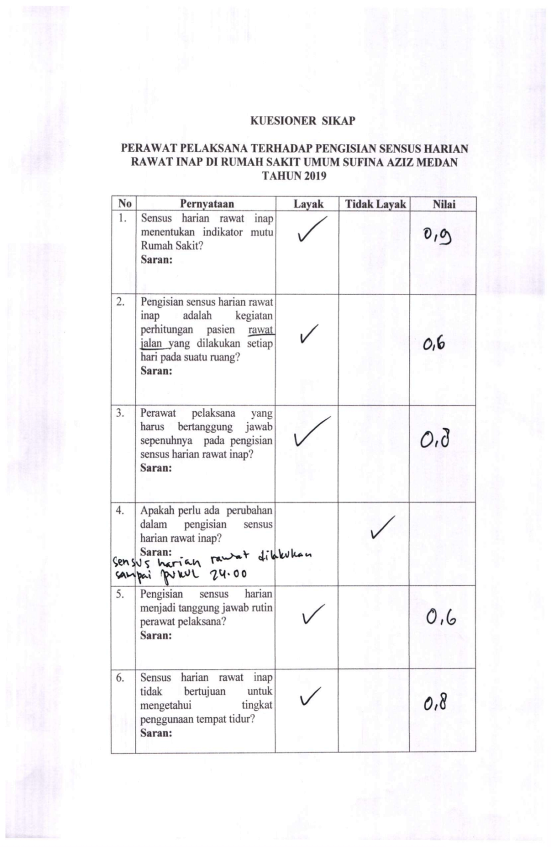 KUESIONER SIKAP
PERAWAT PELAKSANA TERHADAP PENGISIAN SENSUS HARIAN
RAWAT INAP DI RUMAH SAKIT UMUM SUFINA AZIZ MEDAN
TAHUN 2019
No Pernyataan Layak Tidak Layak Nilai
1. Sensus harian rawat inap
menentukan indikator mutu
Rumah Sakit?
Saran:
✓ 0,9
2. Pengisian sensus harian rawat
inap adalah kegiatan
perhitungan pasien rawat
jalan yang dilakukan setiap
hari pada suatu ruang?
Saran:
✓ 0,6
3. Perawat pelaksana yang
harus bertanggung jawab
sepenuhnya pada pengisian
sensus harian rawat inap?
Saran:
✓ 0,8
4. Apakah perlu ada perubahan
dalam pengisian sensus
harian rawat inap?
Saran:
sensus harian rawat dilakukan
sampai pukul 24.00
✓
5. Pengisian sensus harian
menjadi tanggung jawab rutin
perawat pelaksana?
Saran:
✓ 0,6
6. Sensus harian rawat inap
tidak bertujuan untuk
mengetahui tingkat
penggunaan tempat tidur?
Saran:
✓ 0,8